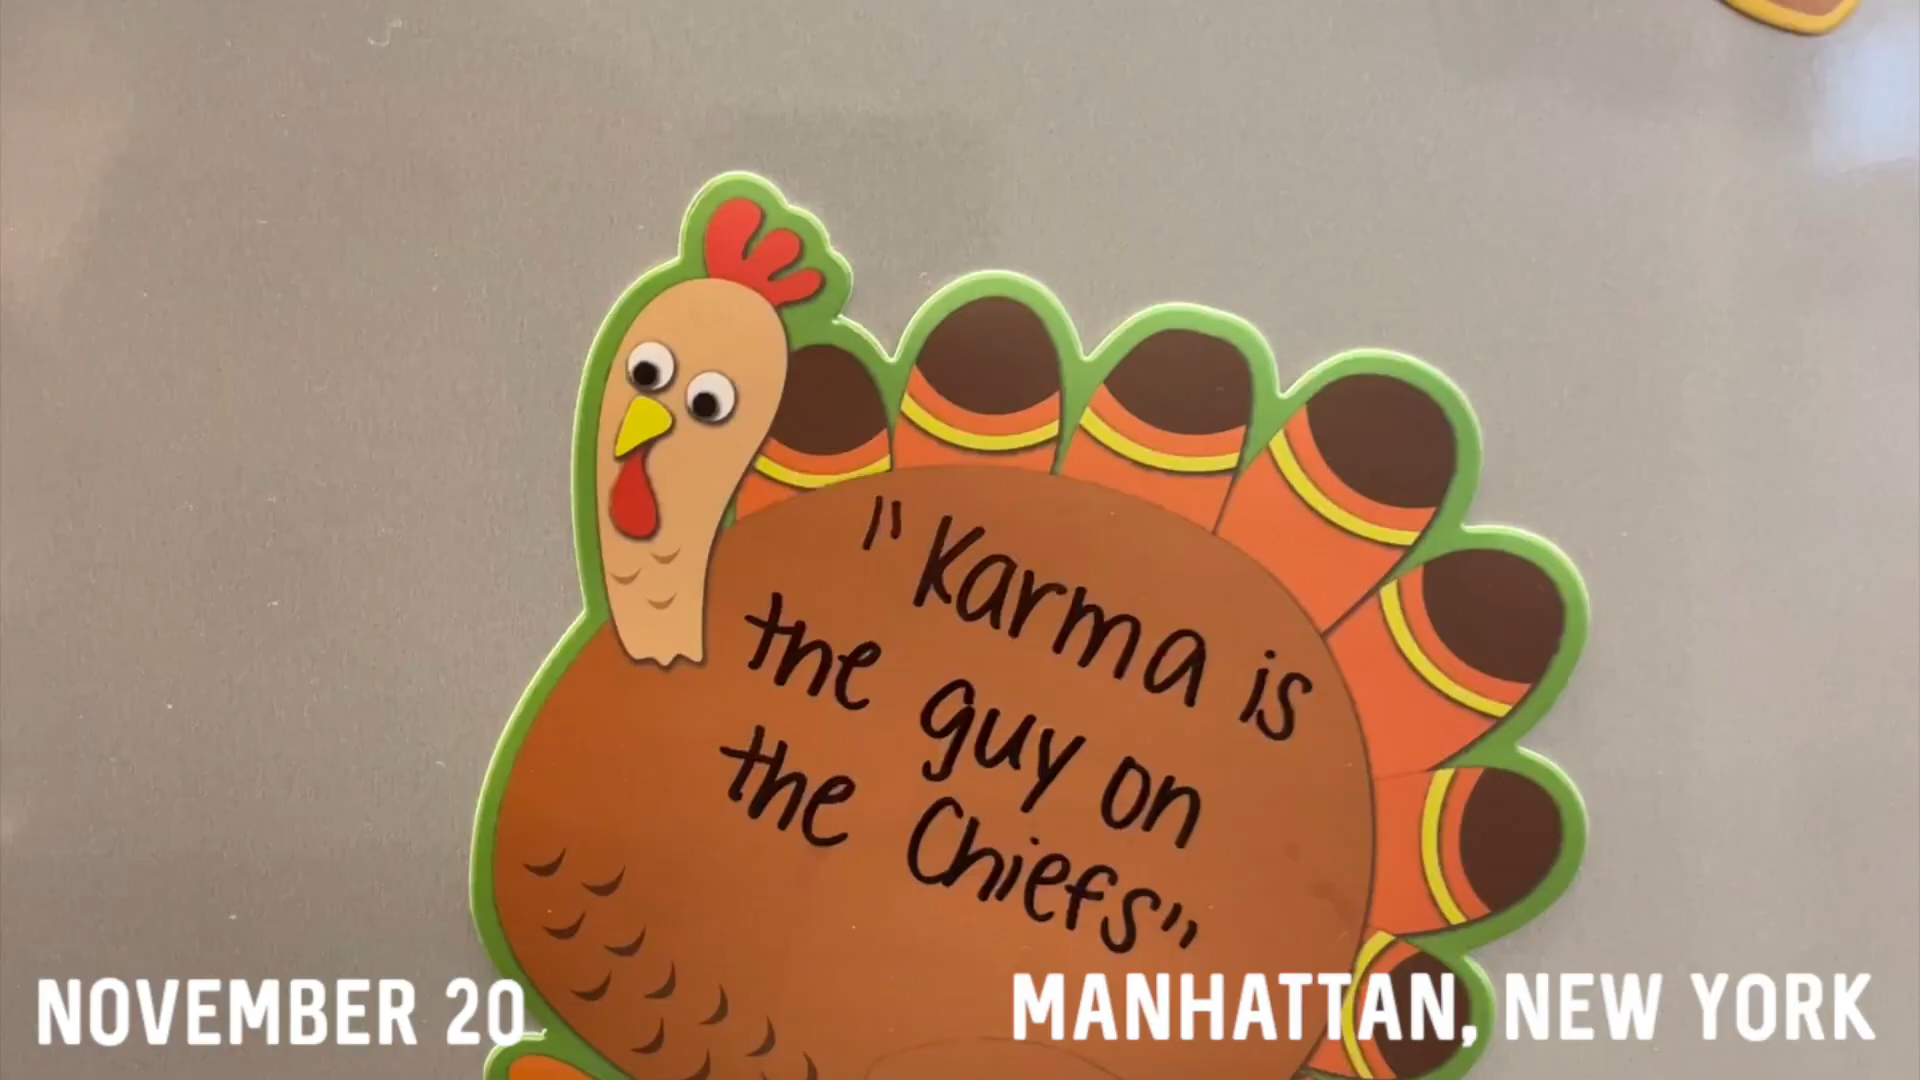 "Karma is
the guy on
the Chiefs"
NOVEMBER 20
MANHATTAN, NEW YORK